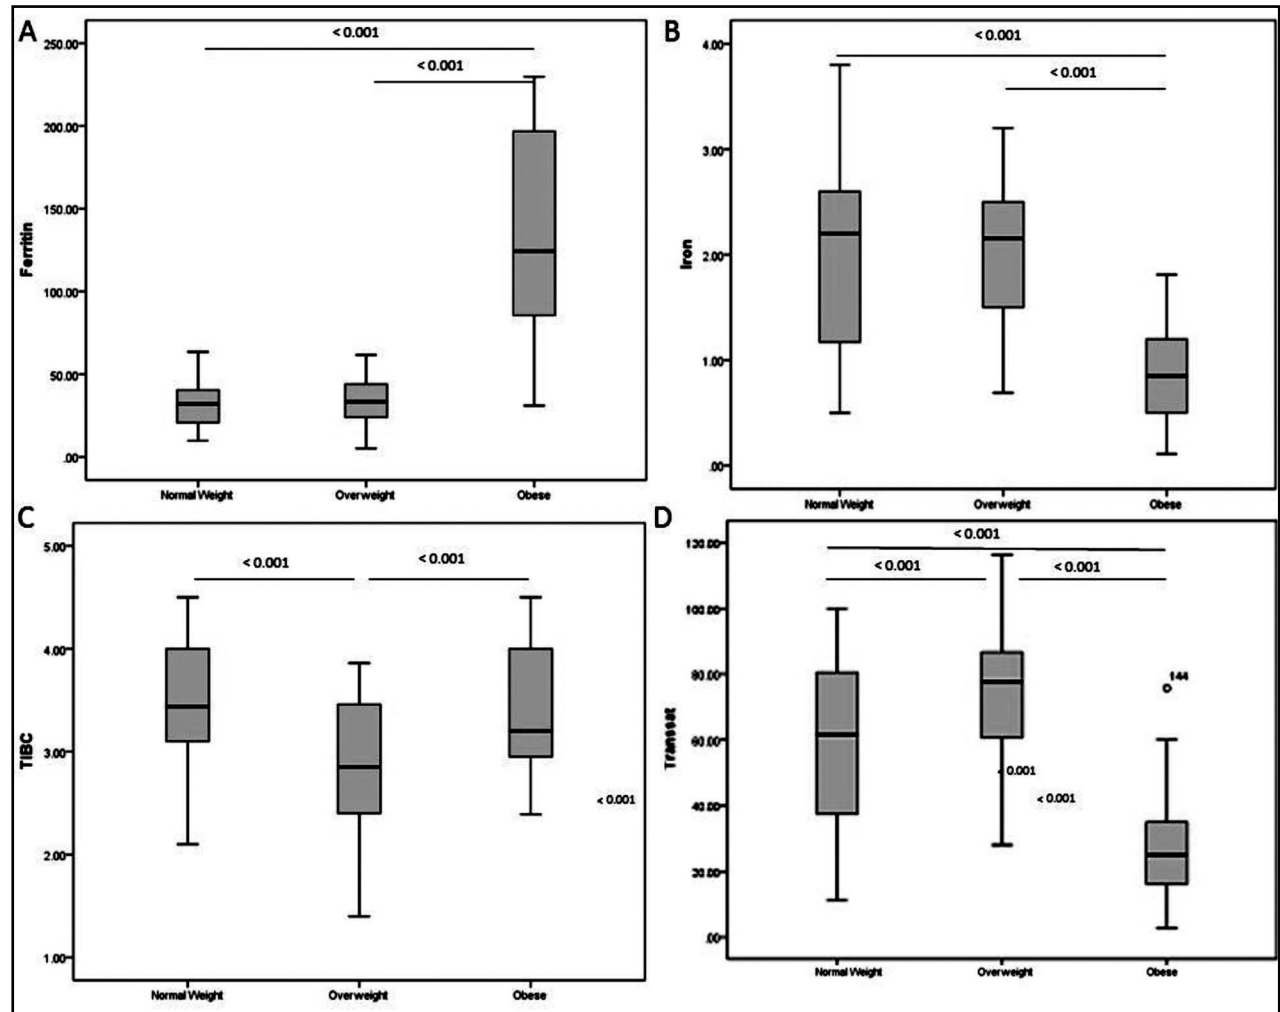 A
< 0.001
< 0.001
250.00
200.00
150.00
100.00
50.00
.00
Ferritin
Normal Weight
Overweight
Obese
B
< 0.001
< 0.001
4.00
3.00
2.00
1.00
.00
Iron
Normal Weight
Overweight
Obese
C
< 0.001
< 0.001
5.00
4.00
3.00
2.00
1.00
TIBC
< 0.001
Normal Weight
Overweight
Obese
D
< 0.001
< 0.001
< 0.001
120.00
100.00
80.00
60.00
40.00
20.00
.00
Transsat
144
< 0.001
< 0.001
Normal Weight
Overweight
Obese